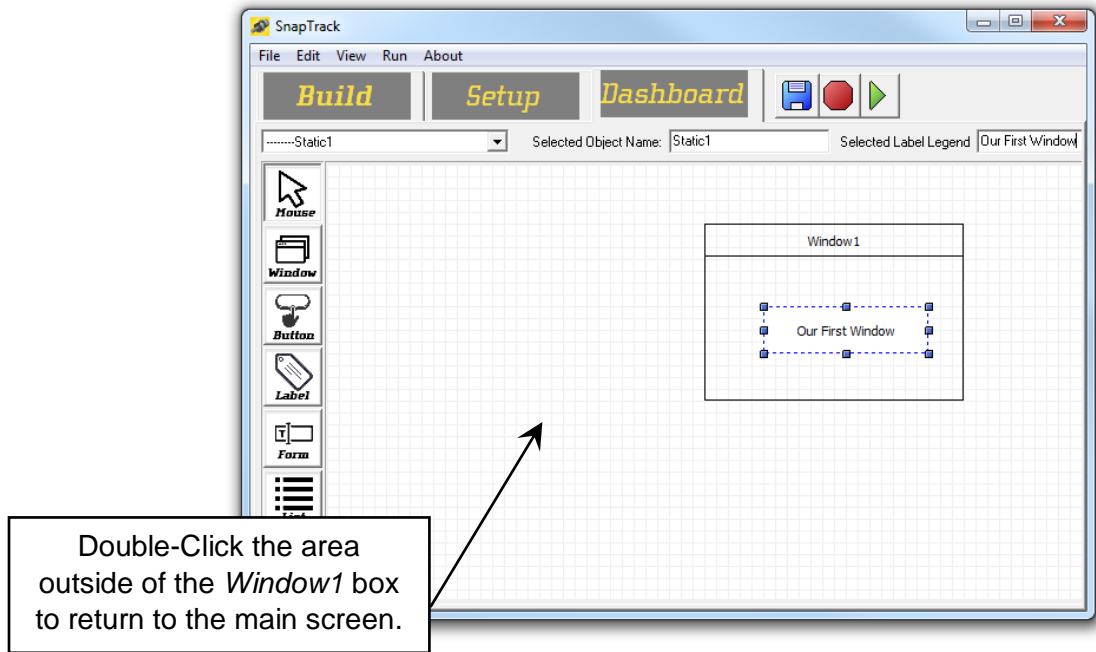 SnapTrack
File Edit View Run About
Build Setup Dashboard
--------Static1 Selected Object Name: Static1 Selected Label Legend Our First Window
Mouse
Window
Button
Label
T
Form
Window1
Our First Window
Double-Click the area
outside of the Window1 box
to return to the main screen.